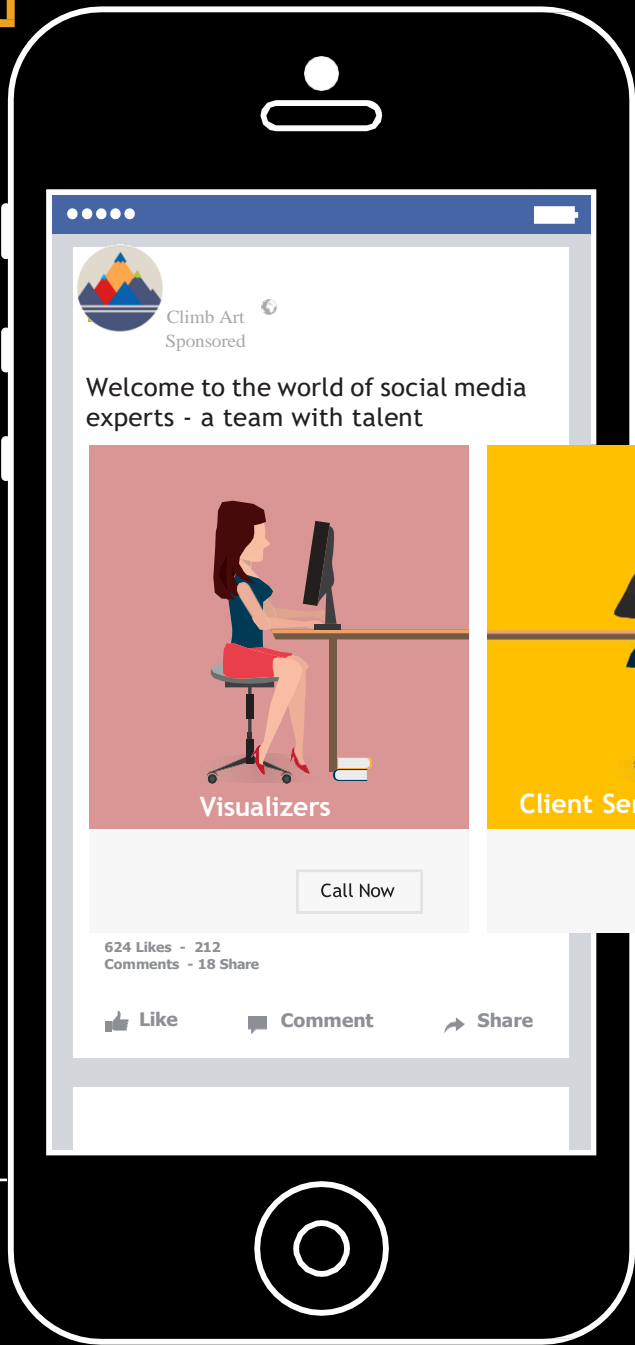 Climb Art
Sponsored
Welcome to the world of social media
experts - a team with talent
Visualizers
Client Ser
Call Now
624 Likes - 212
Comments - 18 Share
Like Comment Share